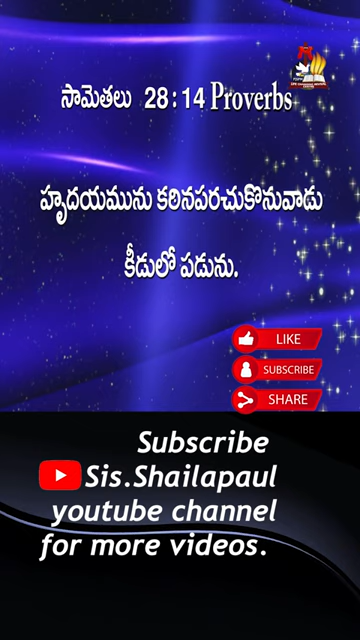 సామెతలు 28:14 Proverbs
హృదయమును కఠినపరచుకొనువాడు
కీడులో పడును.
LIKE
SUBSCRIBE
SHARE
Subscribe
Sis.Shailapaul
youtube channel
for more videos.